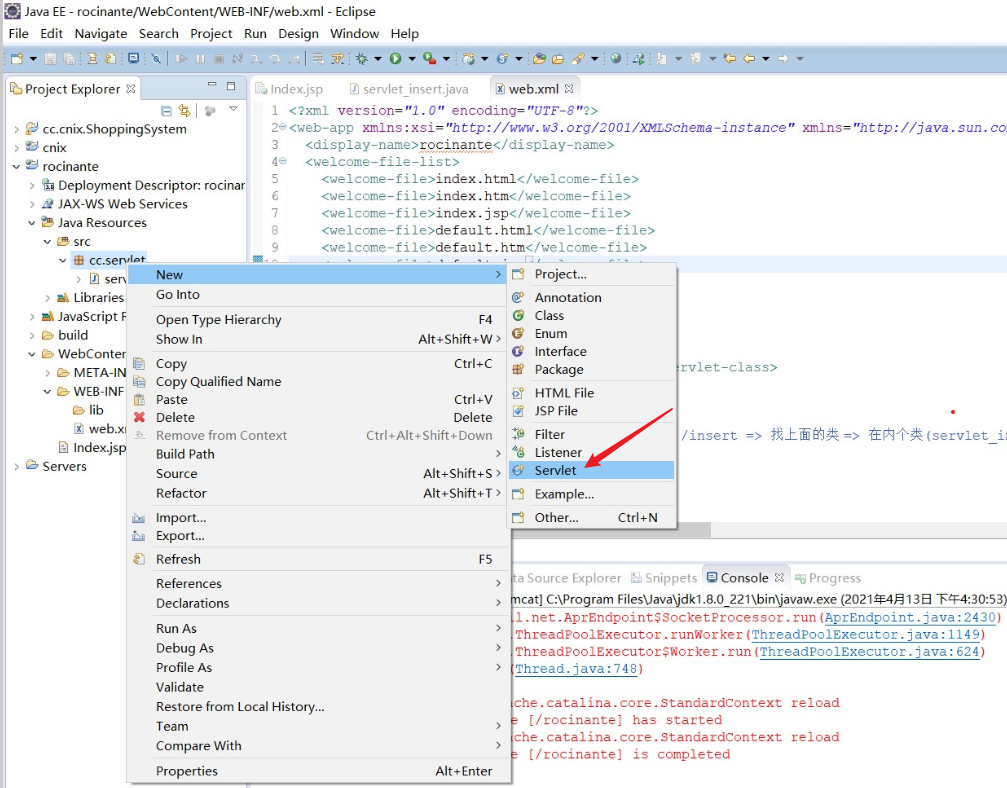 Java EE - rocinante/WebContent/WEB-INF/web.xml - Eclipse
File Edit Navigate Search Project Run Design Window Help
Project Explorer
cc.cnix.ShoppingSystem
cnix
rocinante
Deployment Descriptor: rocinan
JAX-WS Web Services
Java Resources
src
cc.servlet
serv
Libraries
JavaScript R
build
WebConten
META-IN
WEB-INF
lib
web.x
Index.jsp
Servers
Index.jsp servlet_insert.java web.xml
1 <?xml version="1.0" encoding="UTF-8"?>
2 <web-app xmlns:xsi="http://www.w3.org/2001/XMLSchema-instance" xmlns="http://java.sun.co
3 <display-name>rocinante</display-name>
4 <welcome-file-list>
5 <welcome-file>index.html</welcome-file>
6 <welcome-file>index.htm</welcome-file>
7 <welcome-file>index.jsp</welcome-file>
8 <welcome-file>default.html</welcome-file>
9 <welcome-file>default.htm</welcome-file>
rvlet-class>
/insert => 找上面的类 => 在内个类(servlet_in
New
Go Into
Open Type Hierarchy F4
Show In Alt+Shift+W
Copy Ctrl+C
Copy Qualified Name
Paste Ctrl+V
Delete Delete
Remove from Context Ctrl+Alt+Shift+Down
Build Path
Source Alt+Shift+S
Refactor Alt+Shift+T
Import...
Export...
Refresh F5
References
Declarations
Run As
Debug As
Profile As
Validate
Restore from Local History...
Team
Compare With
Properties Alt+Enter
Project...
Annotation
Class
Enum
Interface
Package
HTML File
JSP File
Filter
Listener
Servlet
Example...
Other... Ctrl+N
ta Source Explorer Snippets Console Progress
mcat] C:\Program Files\Java\jdk1.8.0_221\bin\javaw.exe (2021年4月13日 下午4:30:53)
l.net.AprEndpoint$SocketProcessor.run(AprEndpoint.java:2430)
.ThreadPoolExecutor.runWorker(ThreadPoolExecutor.java:1149)
.ThreadPoolExecutor$Worker.run(ThreadPoolExecutor.java:624)
(Thread.java:748)
che.catalina.core.StandardContext reload
e [/rocinante] has started
che.catalina.core.StandardContext reload
e [/rocinante] is completed